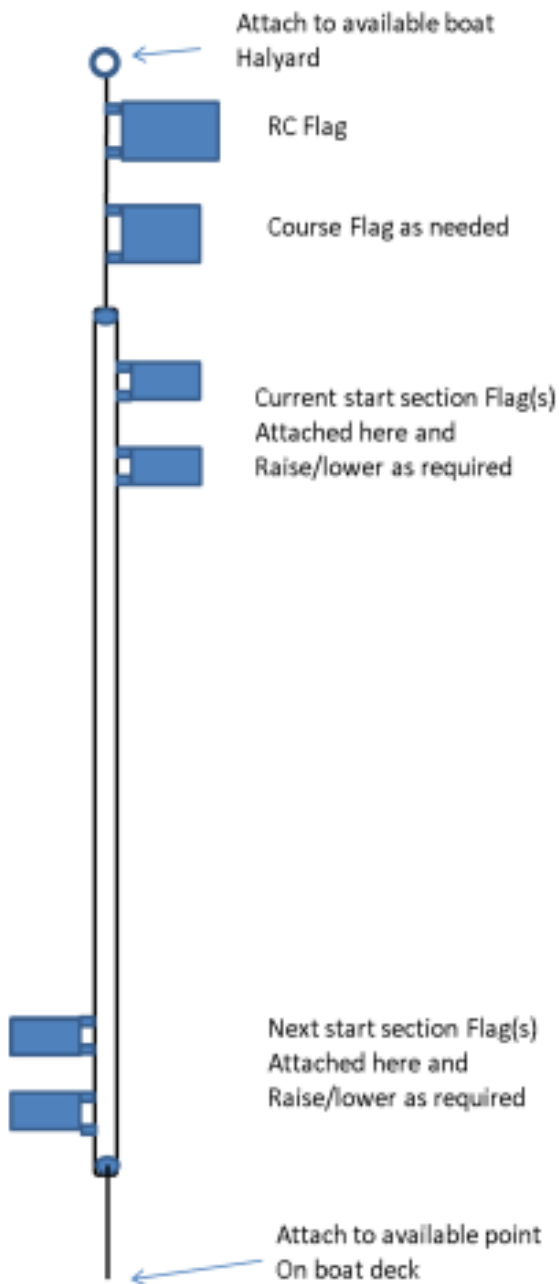 Attach to available boat
Halyard
RC Flag
Course Flag as needed
Current start section Flag(s)
Attached here and
Raise/lower as required
Next start section Flag(s)
Attached here and
Raise/lower as required
Attach to available point
On boat deck